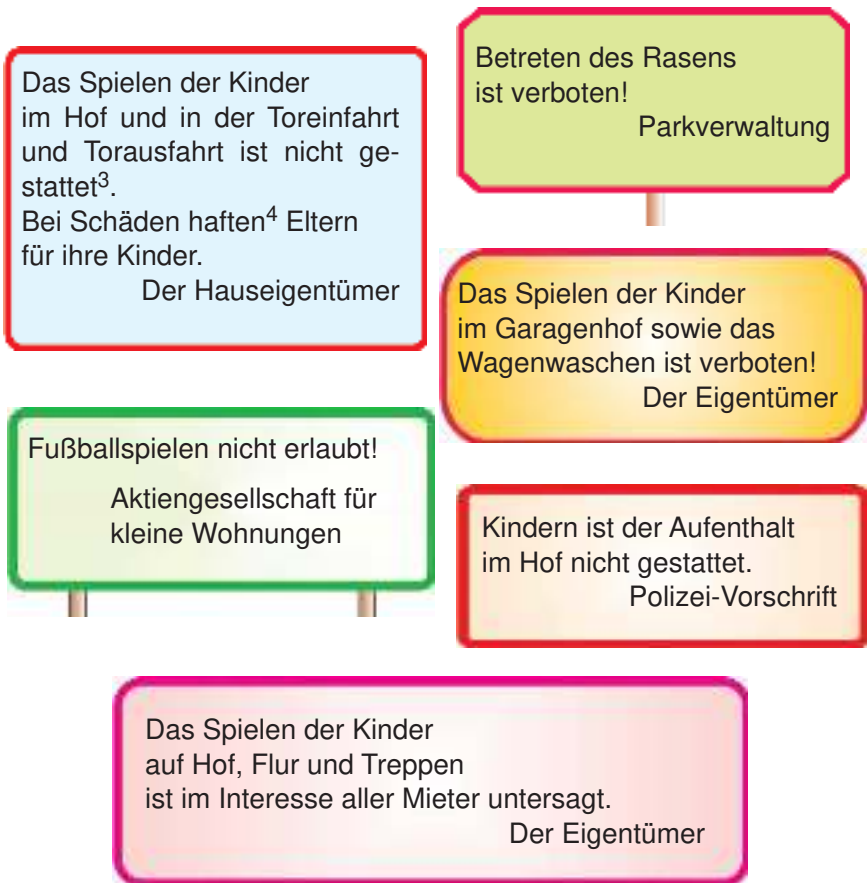 Das Spielen der Kinder
im Hof und in der Toreinfahrt
und Torausfahrt ist nicht ge-
stattet³.
Bei Schäden haften⁴ Eltern
für ihre Kinder.
Der Hauseigentümer
Betreten des Rasens
ist verboten!
Parkverwaltung
Das Spielen der Kinder
im Garagenhof sowie das
Wagenwaschen ist verboten!
Der Eigentümer
Fußballspielen nicht erlaubt!
Aktiengesellschaft für
kleine Wohnungen
Kindern ist der Aufenthalt
im Hof nicht gestattet.
Polizei-Vorschrift
Das Spielen der Kinder
auf Hof, Flur und Treppen
ist im Interesse aller Mieter untersagt.
Der Eigentümer